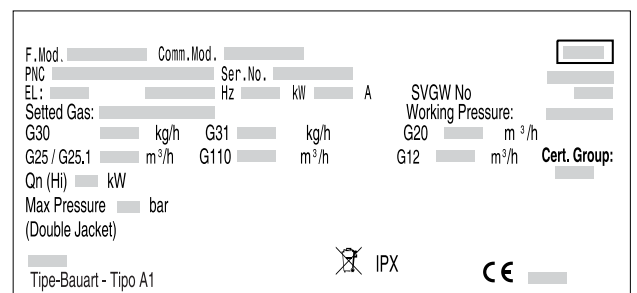 F.Mod. Comm.Mod.
PNC Ser.No.
EL: Hz kW A SVGW No
Setted Gas: Working Pressure:
G30 kg/h G31 kg/h G20 m³/h
G25 / G25.1 m³/h G110 m³/h G12 m³/h Cert. Group:
Qn (Hi) kW
Max Pressure bar
(Double Jacket)
IPX
CE
Tipe-Bauart - Tipo A1